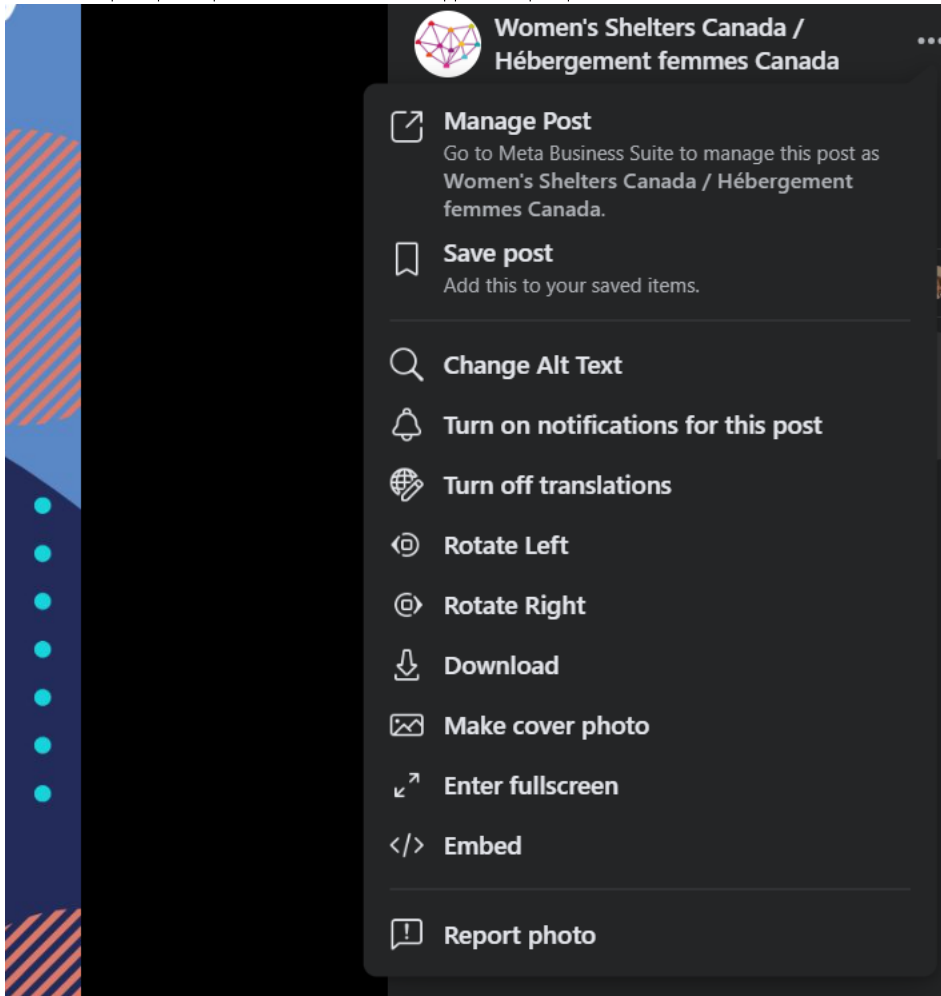 Women's Shelters Canada /
Hébergement femmes Canada
Manage Post
Go to Meta Business Suite to manage this post as
Women's Shelters Canada / Hébergement
femmes Canada.
Save post
Add this to your saved items.
Change Alt Text
Turn on notifications for this post
Turn off translations
Rotate Left
Rotate Right
Download
Make cover photo
Enter fullscreen
Embed
Report photo